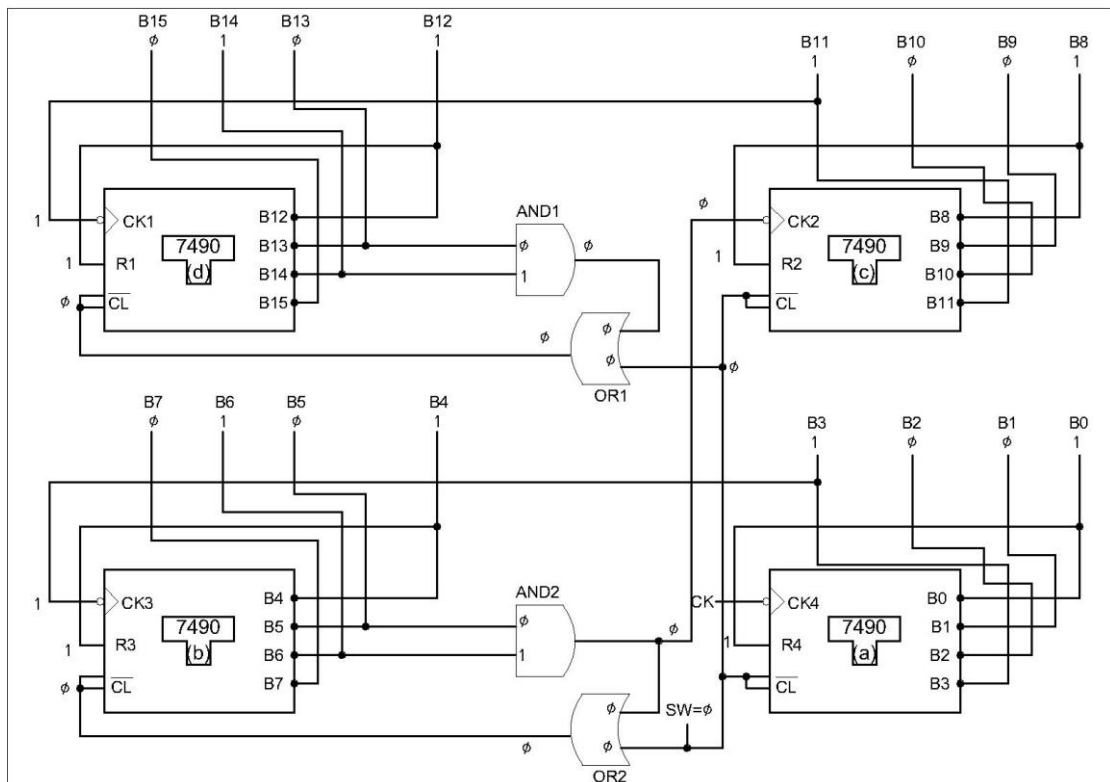 B15 B14 B13 B12
ϕ 1 ϕ 1
B11 B10 B9 B8
1 ϕ ϕ 1
1 CK1 B12
7490 B13
(d) B14
1 R1 B15
ϕ CL
AND1
ϕ ϕ
1
ϕ
ϕ
ϕ
OR1
ϕ
ϕ CK2 B8
7490 B9
(c) B10
1 R2 B11
CL
B7 B6 B5 B4
ϕ 1 ϕ 1
B3 B2 B1 B0
1 ϕ ϕ 1
1 CK3 B4
7490 B5
(b) B6
1 R3 B7
ϕ CL
AND2
ϕ ϕ
1
ϕ
ϕ
ϕ
OR2
SW=ϕ
CK CK4 B0
7490 B1
(a) B2
1 R4 B3
CL